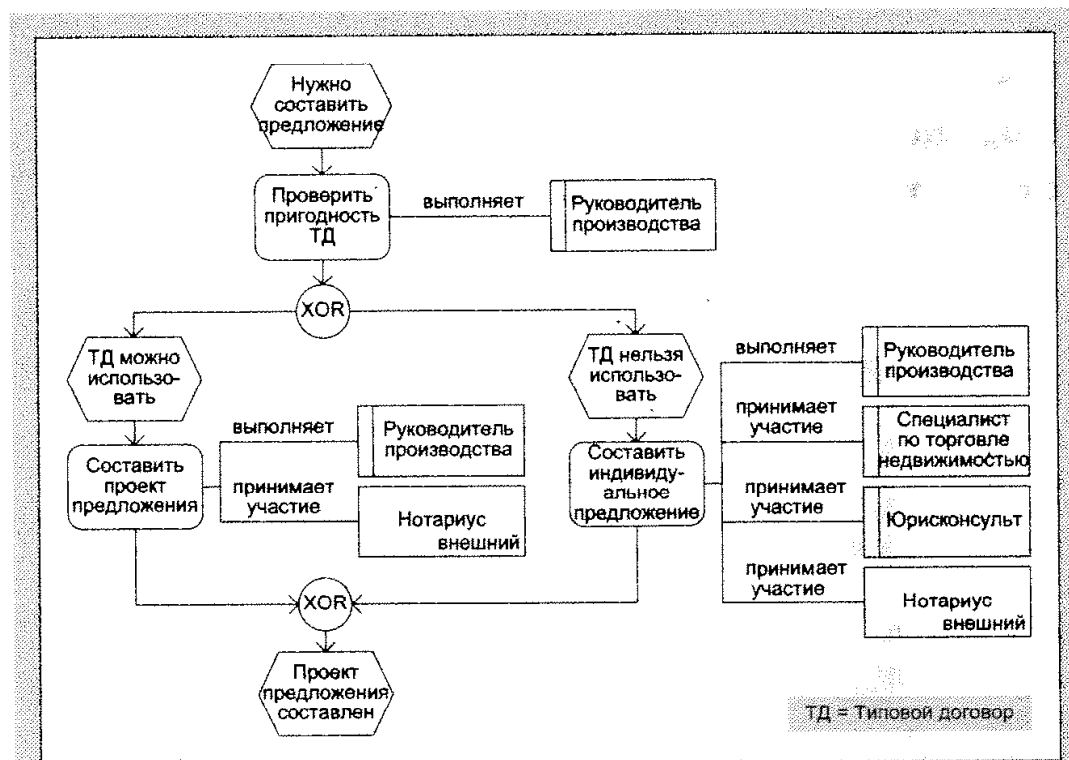 Нужно
составить
предложение
Проверить
пригодность
ТД
выполняет
Руководитель
производства
XOR
ТД можно
использо-
вать
ТД нельзя
использо-
вать
Составить
проект
предложения
выполняет
Руководитель
производства
принимает
участие
Нотариус
внешний
Составить
индивиду-
альное
предложение
выполняет
Руководитель
производства
принимает
участие
Специалист
по торговле
недвижимостью
принимает
участие
Юрисконсульт
принимает
участие
Нотариус
внешний
XOR
Проект
предложения
составлен
ТД = Типовой договор